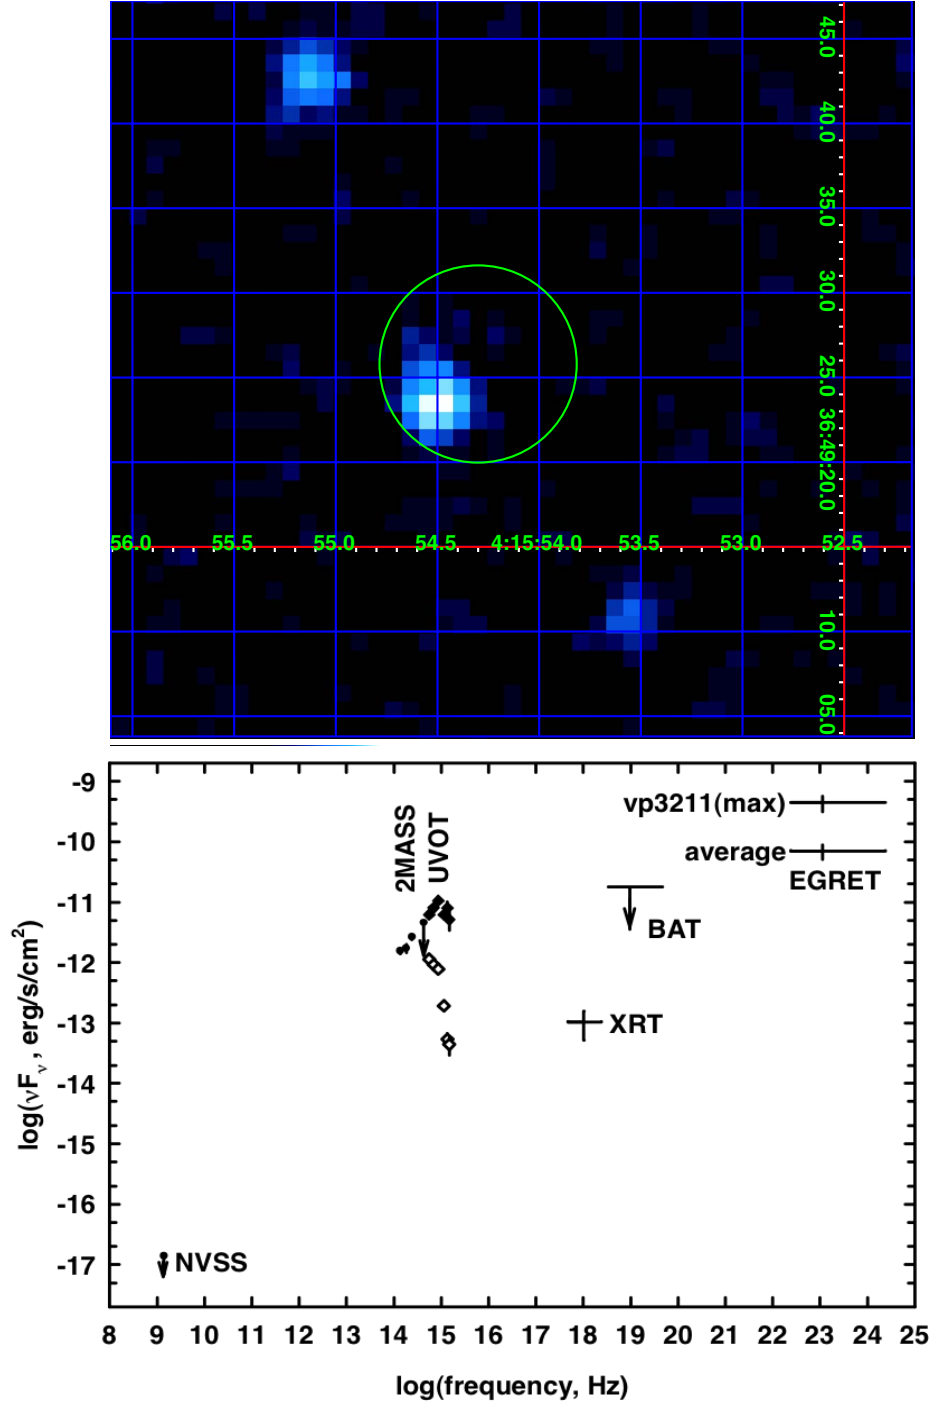 45.0
40.0
35.0
30.0
25.0
36:49:20.0
56.0 55.5 55.0 54.5 4:15:54.0 53.5 53.0 52.5
10.0
05.0
-9
-10
-11
-12
-13
-14
-15
-16
-17
log(νFν , erg/s/cm2)
2MASS
UVOT
vp3211(max)
average
EGRET
BAT
XRT
NVSS
8 9 10 11 12 13 14 15 16 17 18 19 20 21 22 23 24 25
log(frequency, Hz)